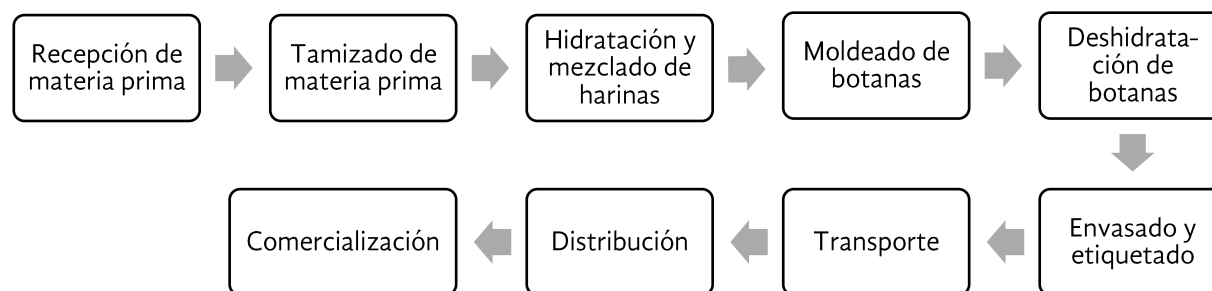 Recepción de
materia prima
Tamizado de
materia prima
Hidratación y
mezclado de
harinas
Moldeado de
botanas
Deshidrata-
ción de
botanas
Envasado y
etiquetado
Transporte
Distribución
Comercialización